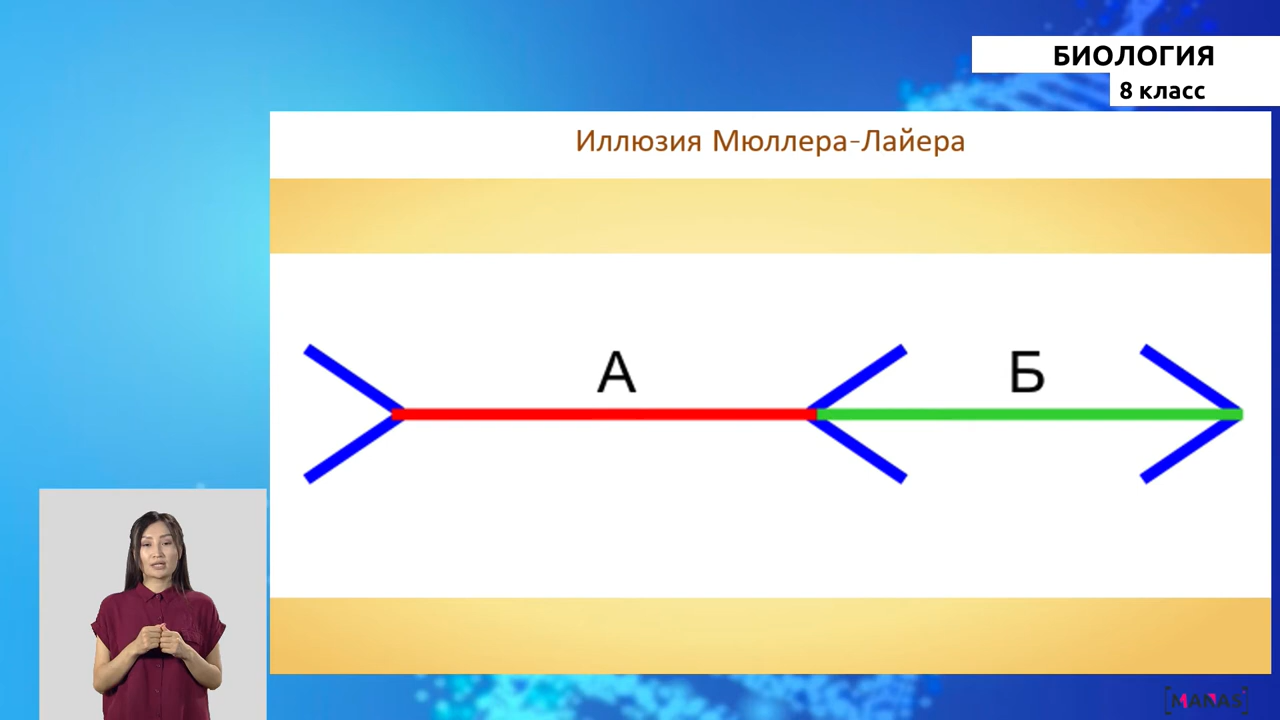 БИОЛОГИЯ
8 класс
Иллюзия Мюллера-Лайера
А
Б
[MANAS]